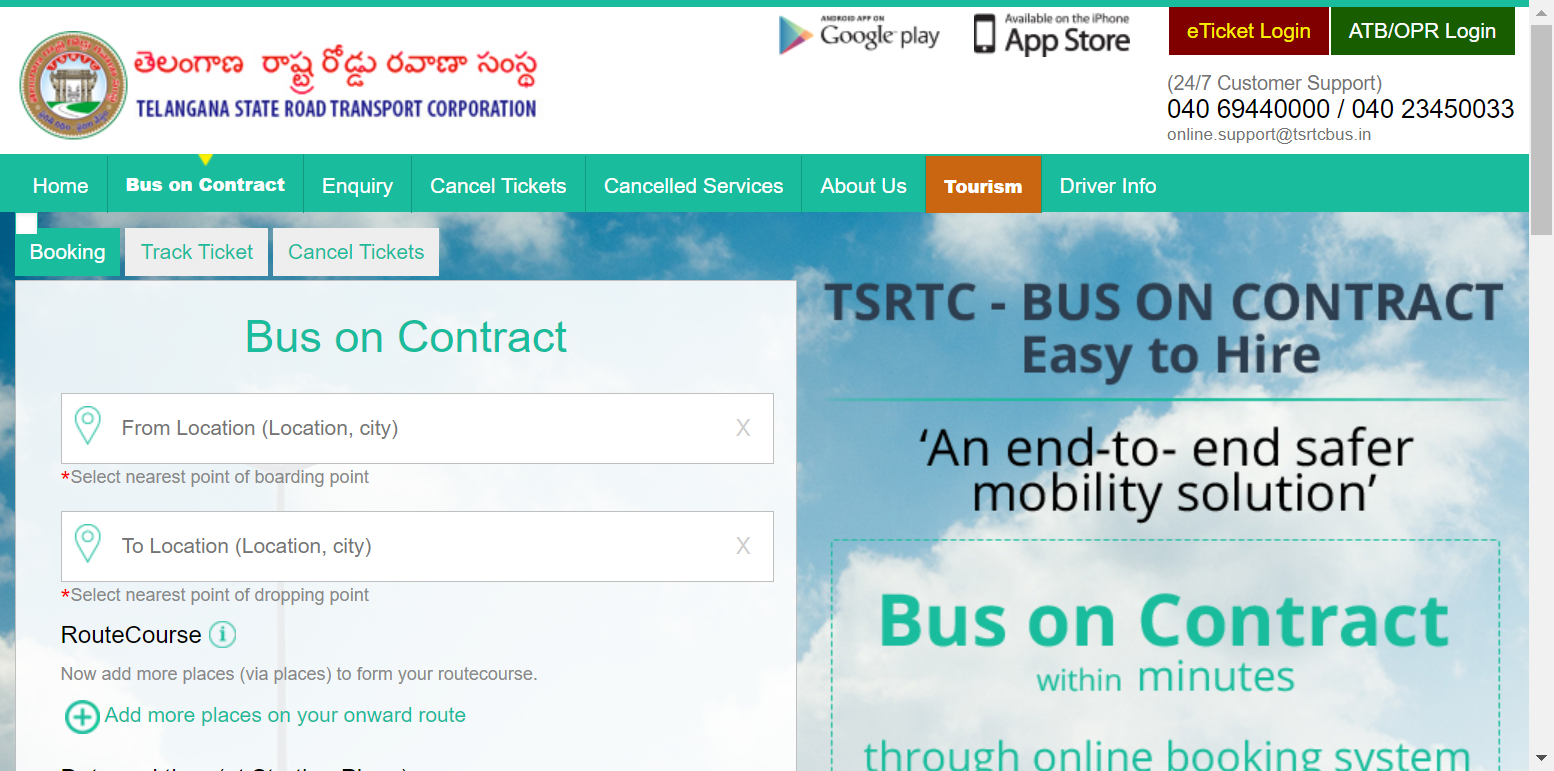 తెలంగాణ రాష్ట్ర రోడ్డు రవాణా సంస్థ
TELANGANA STATE ROAD TRANSPORT CORPORATION
ANDROID APP ON
Google play
Available on the iPhone
App Store
eTicket Login
ATB/OPR Login
(24/7 Customer Support)
040 69440000 / 040 23450033
online.support@tsrtcbus.in
Home
Bus on Contract
Enquiry
Cancel Tickets
Cancelled Services
About Us
Tourism
Driver Info
Booking
Track Ticket
Cancel Tickets
Bus on Contract
From Location (Location, city)
X
*Select nearest point of boarding point
To Location (Location, city)
X
*Select nearest point of dropping point
RouteCourse
Now add more places (via places) to form your routecourse.
Add more places on your onward route
TSRTC - BUS ON CONTRACT
Easy to Hire
‘An end-to- end safer
mobility solution’
Bus on Contract
within minutes
through online booking system